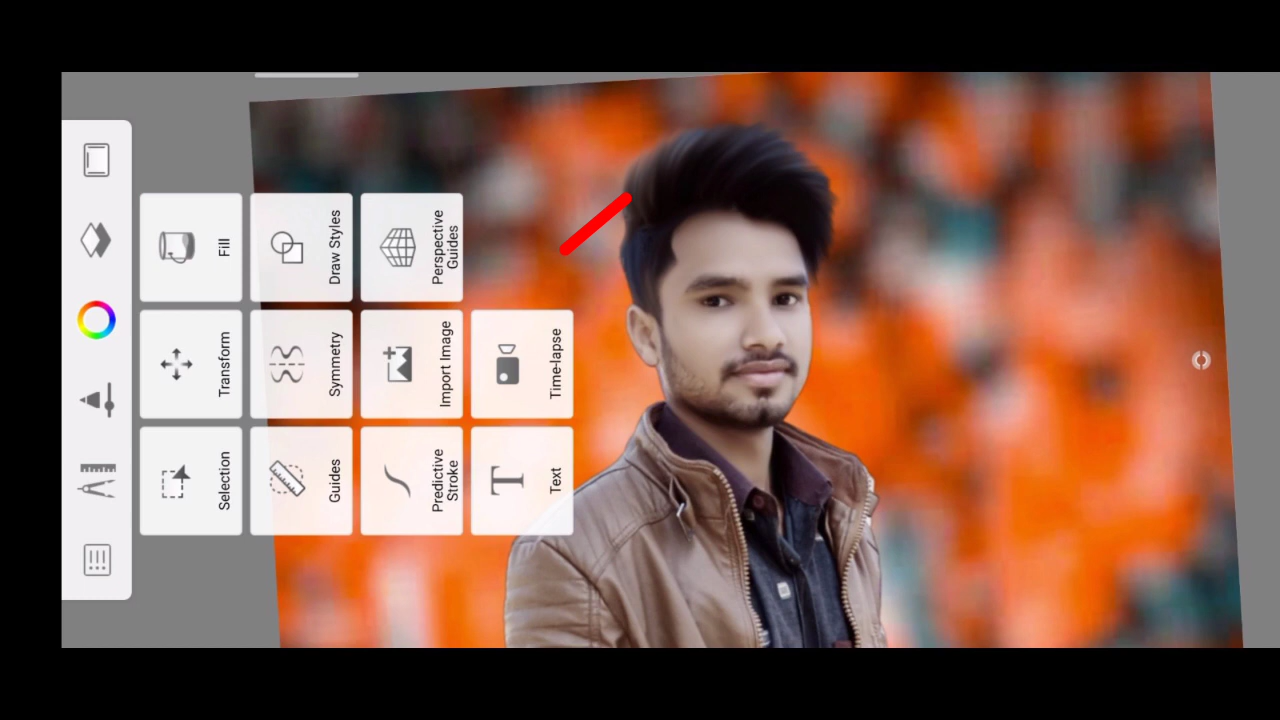 Selection
Transform
Fill
Guides
Symmetry
Draw Styles
Predictive
Stroke
Import Image
Perspective
Guides
Text
Time-lapse